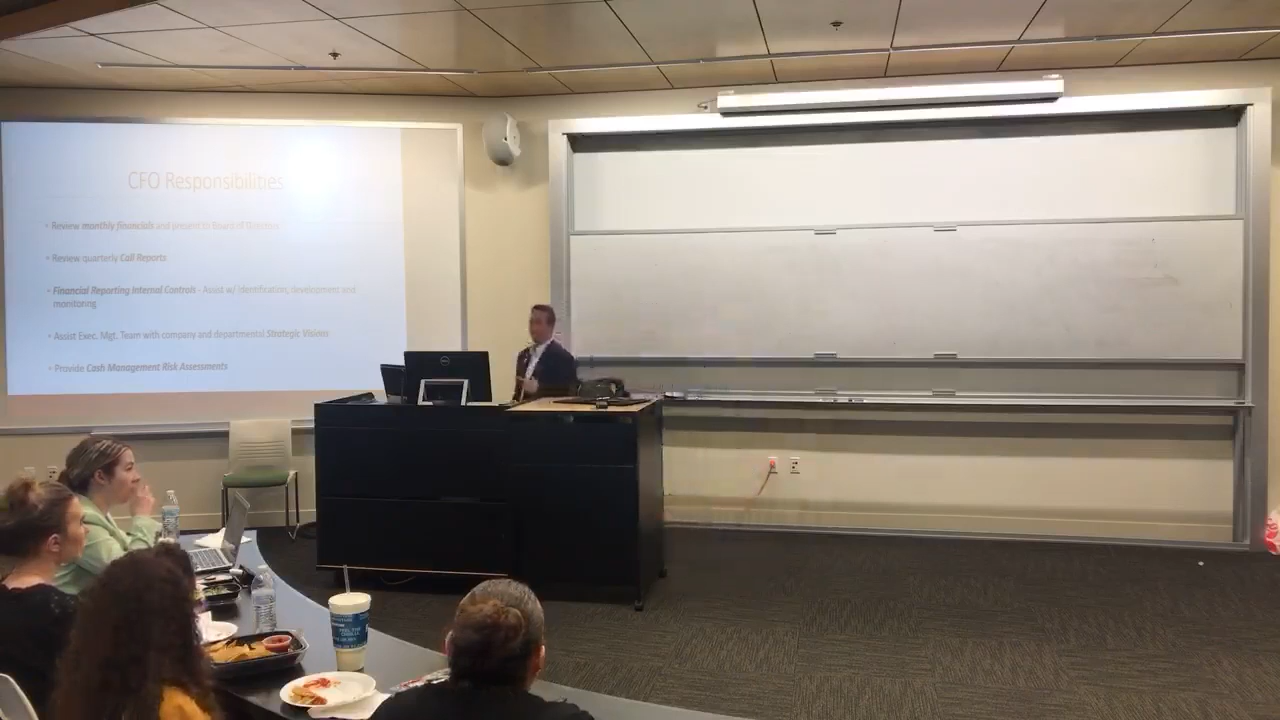 CFO Responsibilities
• Review monthly financials and present to Board of Directors
• Review quarterly Call Reports
• Financial Reporting Internal Controls - Assist w/ identification, development and
monitoring
• Assist Exec. Mgt. Team with company and departmental Strategic Visions
• Provide Cash Management Risk Assessments
DELL